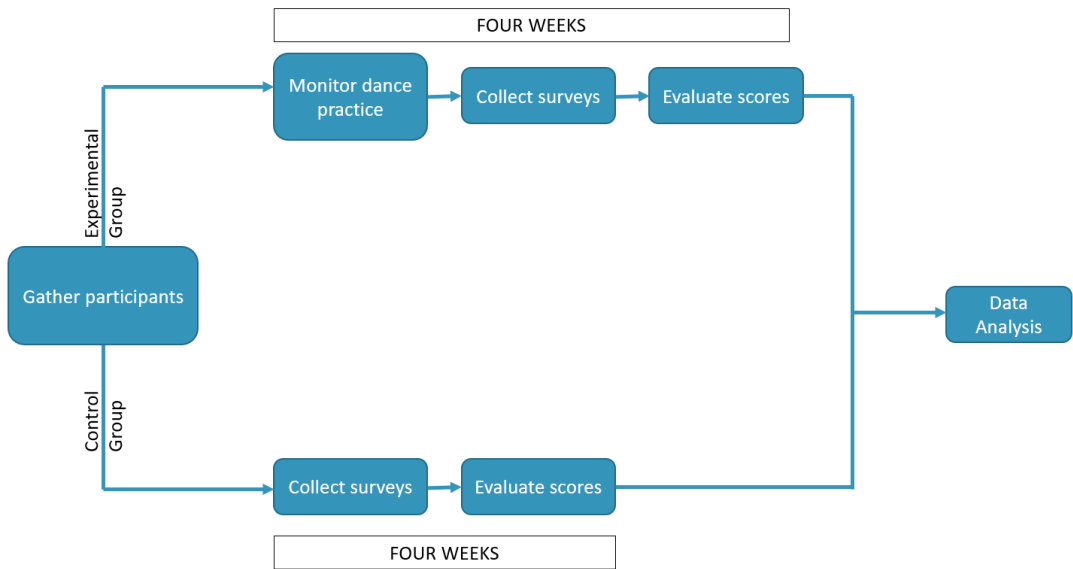 FOUR WEEKS
Monitor dance
practice
Collect surveys
Evaluate scores
Experimental
Group
Gather participants
Data
Analysis
Control
Group
Collect surveys
Evaluate scores
FOUR WEEKS